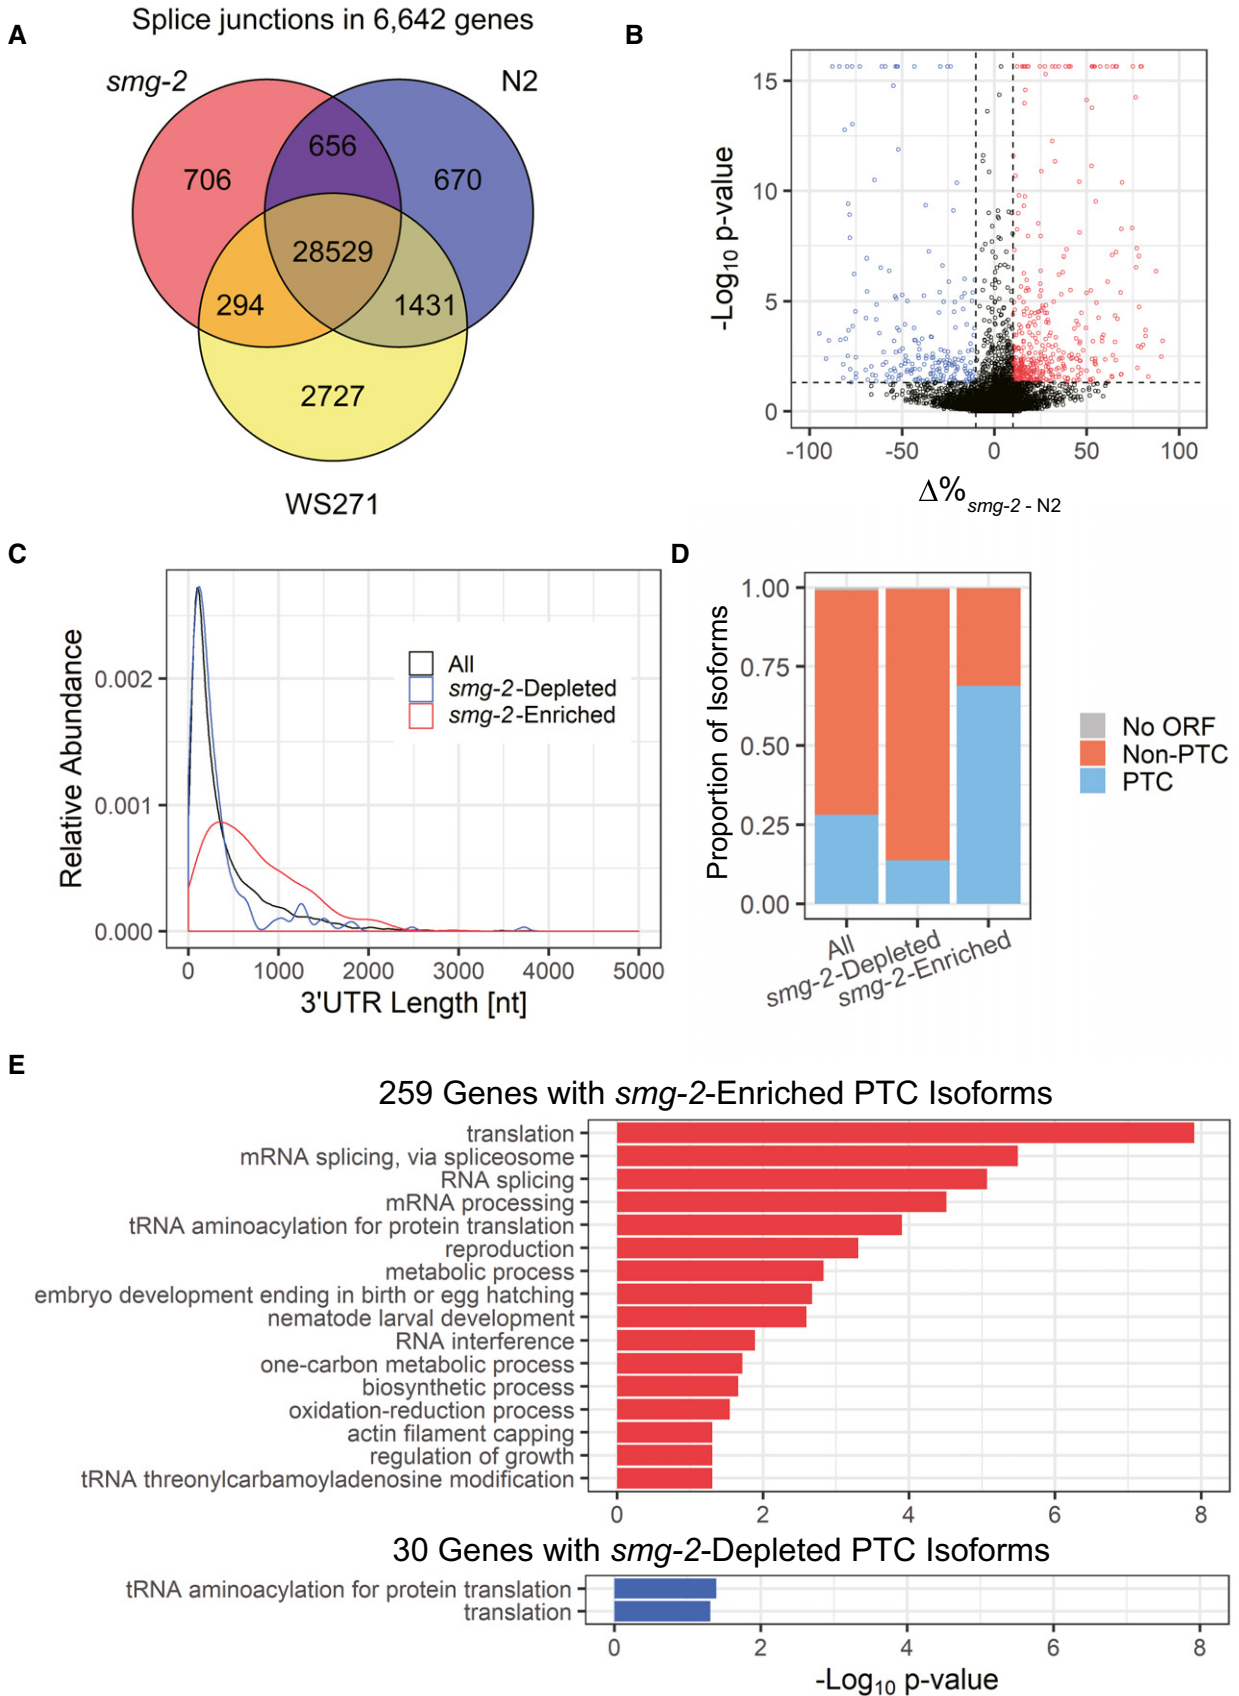 A
Splice junctions in 6,642 genes
smg-2
N2
656
706
670
28529
294
1431
2727
WS271
B
-Log10 p-value
15
10
5
0
-100 -50 0 50 100
Δ% smg-2 - N2
C
Relative Abundance
0.002
0.001
0.000
All
smg-2-Depleted
smg-2-Enriched
0 1000 2000 3000 4000 5000
3'UTR Length [nt]
D
Proportion of Isoforms
1.00
0.75
0.50
0.25
0.00
All
smg-2-Depleted
smg-2-Enriched
No ORF
Non-PTC
PTC
E
259 Genes with smg-2-Enriched PTC Isoforms
translation
mRNA splicing, via spliceosome
RNA splicing
mRNA processing
tRNA aminoacylation for protein translation
reproduction
metabolic process
embryo development ending in birth or egg hatching
nematode larval development
RNA interference
one-carbon metabolic process
biosynthetic process
oxidation-reduction process
actin filament capping
regulation of growth
tRNA threonylcarbamoyladenosine modification
0 2 4 6 8
30 Genes with smg-2-Depleted PTC Isoforms
tRNA aminoacylation for protein translation
translation
0 2 4 6 8
-Log10 p-value